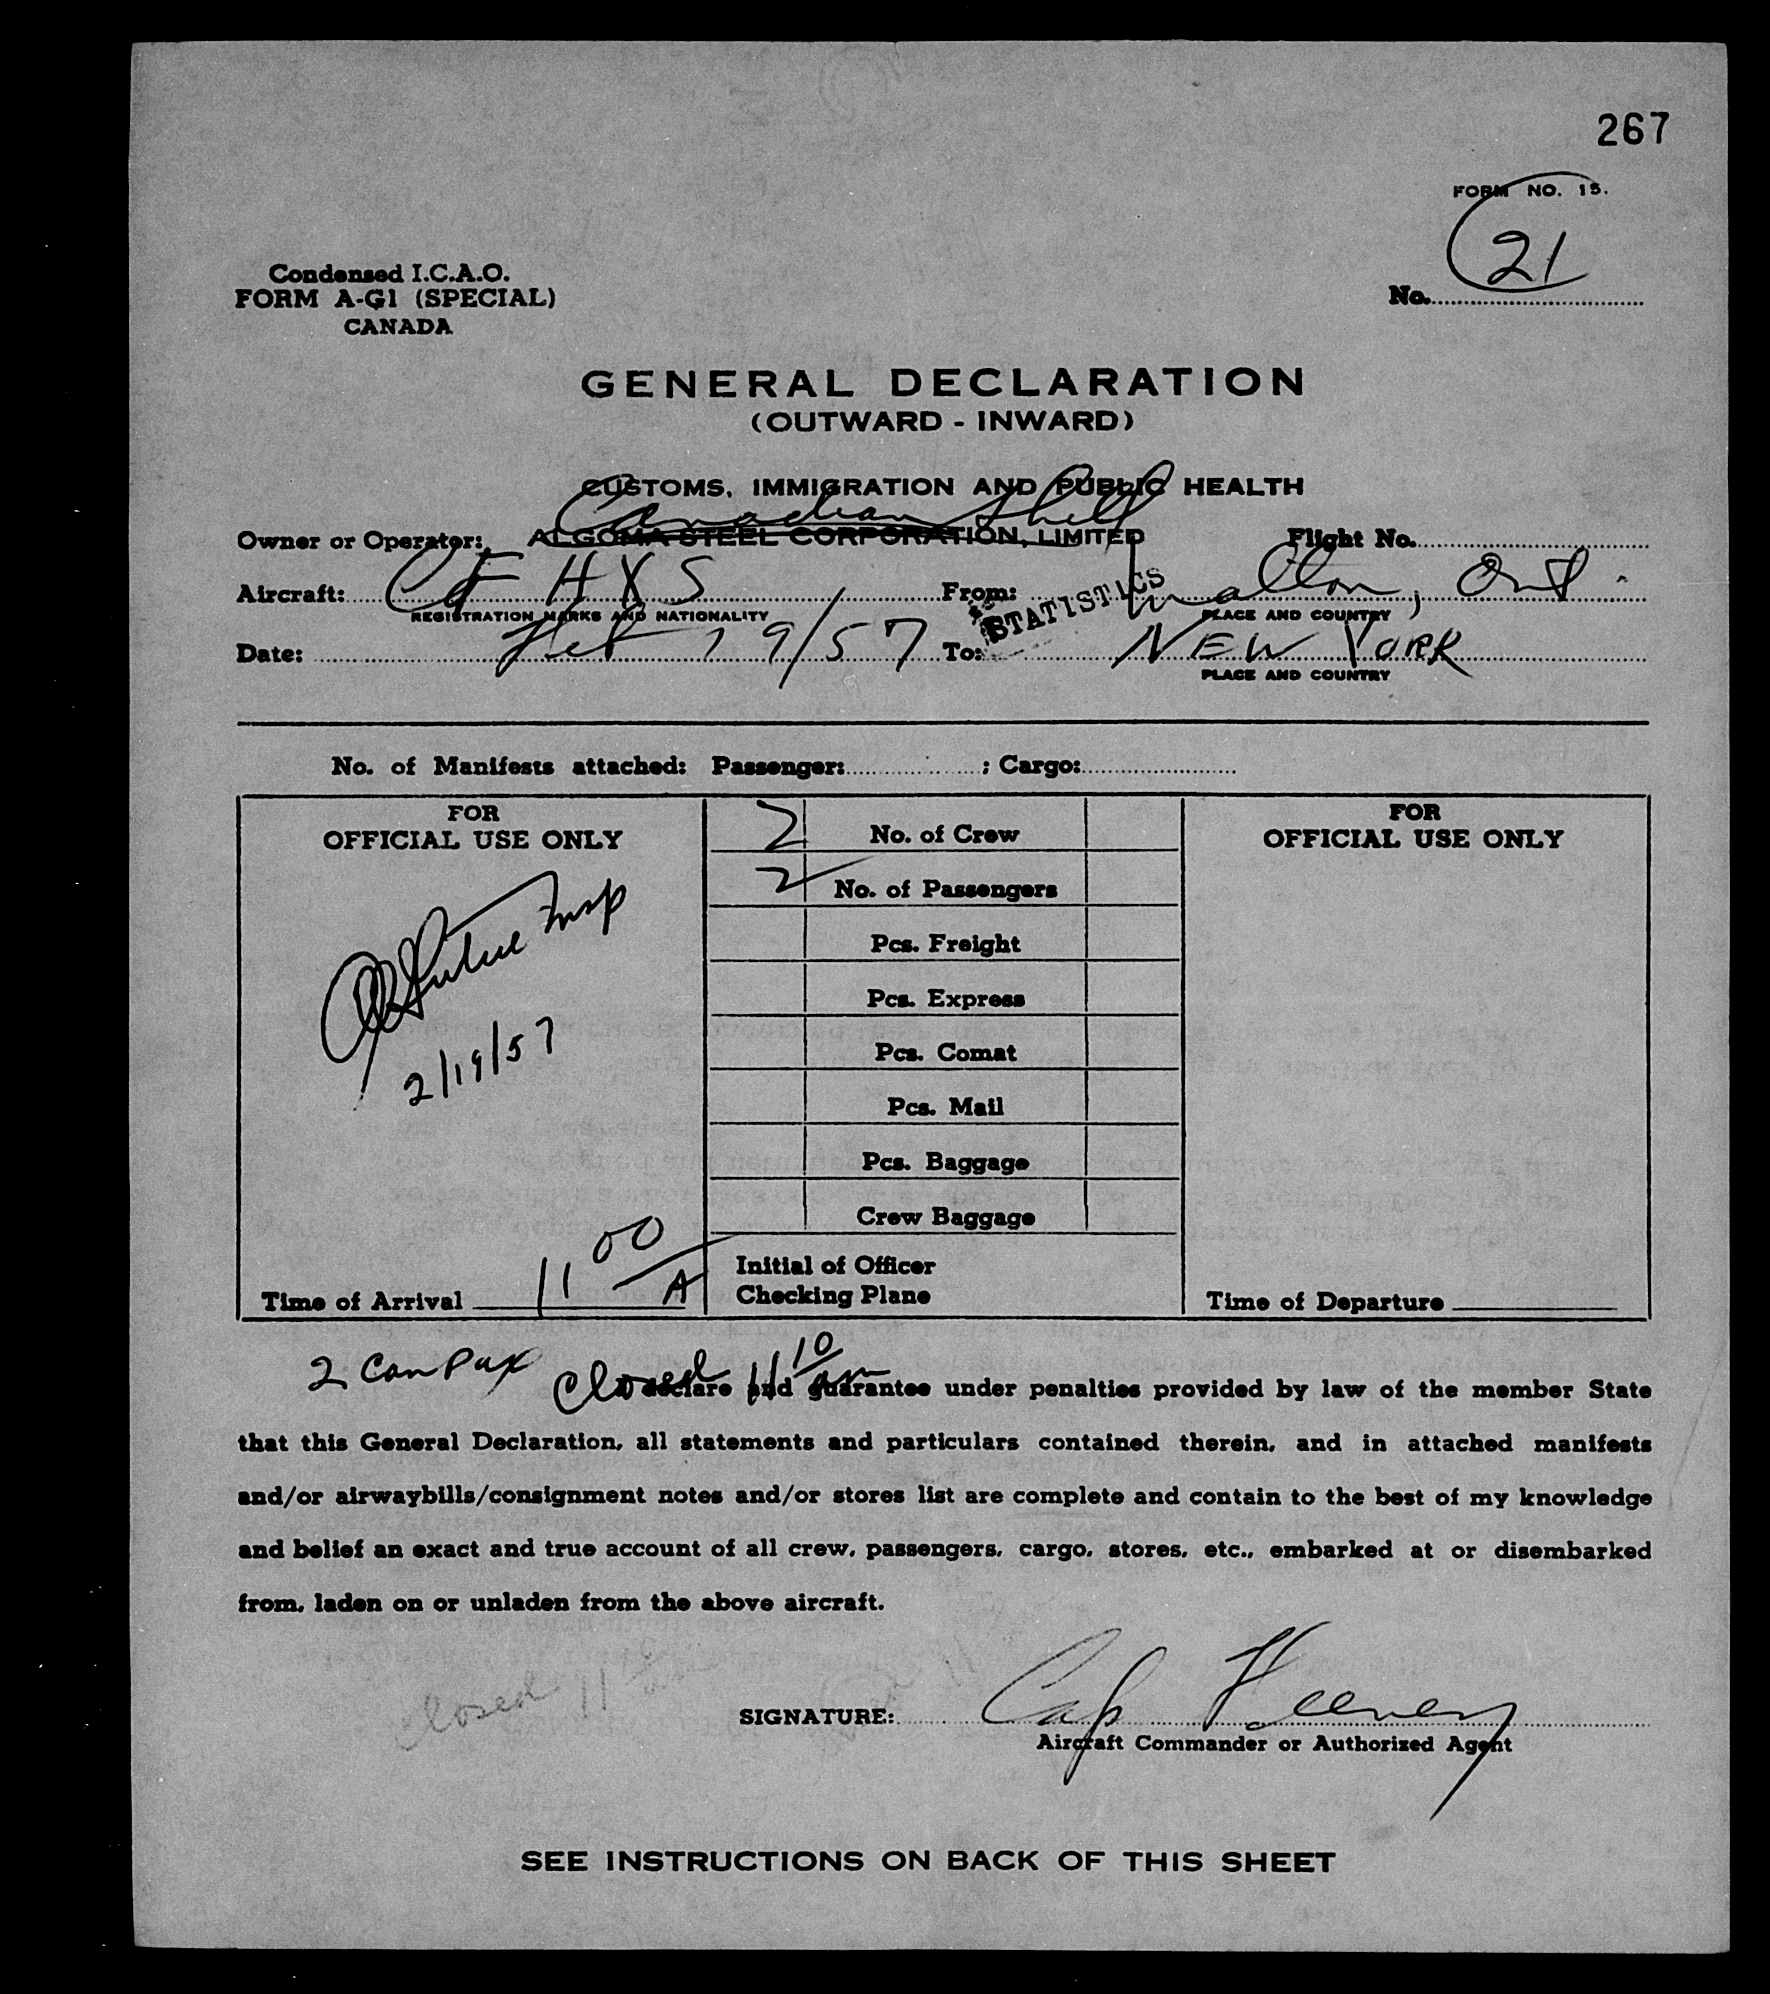 267
FORM NO. 15.
21
No.
Condensed I.C.A.O.
FORM A-G1 (SPECIAL)
CANADA
GENERAL DECLARATION
(OUTWARD - INWARD)
CUSTOMS, IMMIGRATION AND PUBLIC HEALTH
Canadian Shell
Owner or Operator: ALGOMA STEEL CORPORATION, LIMITED Flight No.
Aircraft: CF HXS From: Malton, Ont.
REGISTRATION MARKS AND NATIONALITY PLACE AND COUNTRY
STATISTICS
Date: Feb 19/57 To: NEW YORK
PLACE AND COUNTRY
No. of Manifests attached: Passenger: ; Cargo:
FOR
OFFICIAL USE ONLY
Insp
2/19/57
Time of Arrival 11 00 A
2 No. of Crew
2 No. of Passengers
Pcs. Freight
Pcs. Express
Pcs. Comat
Pcs. Mail
Pcs. Baggage
Crew Baggage
Initial of Officer
Checking Plane
FOR
OFFICIAL USE ONLY
Time of Departure
2 Can Pax Closed 11 10 am
I declare and guarantee under penalties provided by law of the member State
that this General Declaration, all statements and particulars contained therein, and in attached manifests
and/or airwaybills/consignment notes and/or stores list are complete and contain to the best of my knowledge
and belief an exact and true account of all crew, passengers, cargo, stores, etc., embarked at or disembarked
from, laden on or unladen from the above aircraft.
Closed 11
SIGNATURE: Cap Heeney
Aircraft Commander or Authorized Agent
SEE INSTRUCTIONS ON BACK OF THIS SHEET